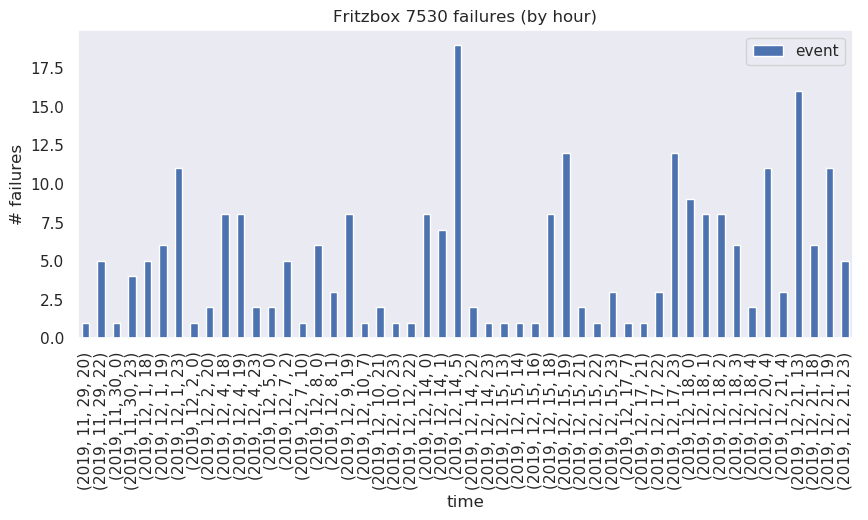 Fritzbox 7530 failures (by hour)
event
# failures
17.5
15.0
12.5
10.0
7.5
5.0
2.5
0.0
(2019, 11, 29, 20)
(2019, 11, 29, 22)
(2019, 11, 30, 0)
(2019, 11, 30, 23)
(2019, 12, 1, 18)
(2019, 12, 1, 19)
(2019, 12, 1, 23)
(2019, 12, 2, 0)
(2019, 12, 2, 20)
(2019, 12, 4, 18)
(2019, 12, 4, 19)
(2019, 12, 4, 23)
(2019, 12, 5, 0)
(2019, 12, 7, 2)
(2019, 12, 7, 10)
(2019, 12, 8, 0)
(2019, 12, 8, 1)
(2019, 12, 9, 19)
(2019, 12, 10, 7)
(2019, 12, 10, 21)
(2019, 12, 10, 23)
(2019, 12, 12, 22)
(2019, 12, 14, 0)
(2019, 12, 14, 1)
(2019, 12, 14, 5)
(2019, 12, 14, 22)
(2019, 12, 14, 23)
(2019, 12, 15, 13)
(2019, 12, 15, 14)
(2019, 12, 15, 16)
(2019, 12, 15, 18)
(2019, 12, 15, 19)
(2019, 12, 15, 21)
(2019, 12, 15, 22)
(2019, 12, 15, 23)
(2019, 12, 17, 7)
(2019, 12, 17, 21)
(2019, 12, 17, 22)
(2019, 12, 17, 23)
(2019, 12, 18, 0)
(2019, 12, 18, 1)
(2019, 12, 18, 2)
(2019, 12, 18, 3)
(2019, 12, 18, 4)
(2019, 12, 20, 4)
(2019, 12, 21, 4)
(2019, 12, 21, 13)
(2019, 12, 21, 18)
(2019, 12, 21, 19)
(2019, 12, 21, 23)
time